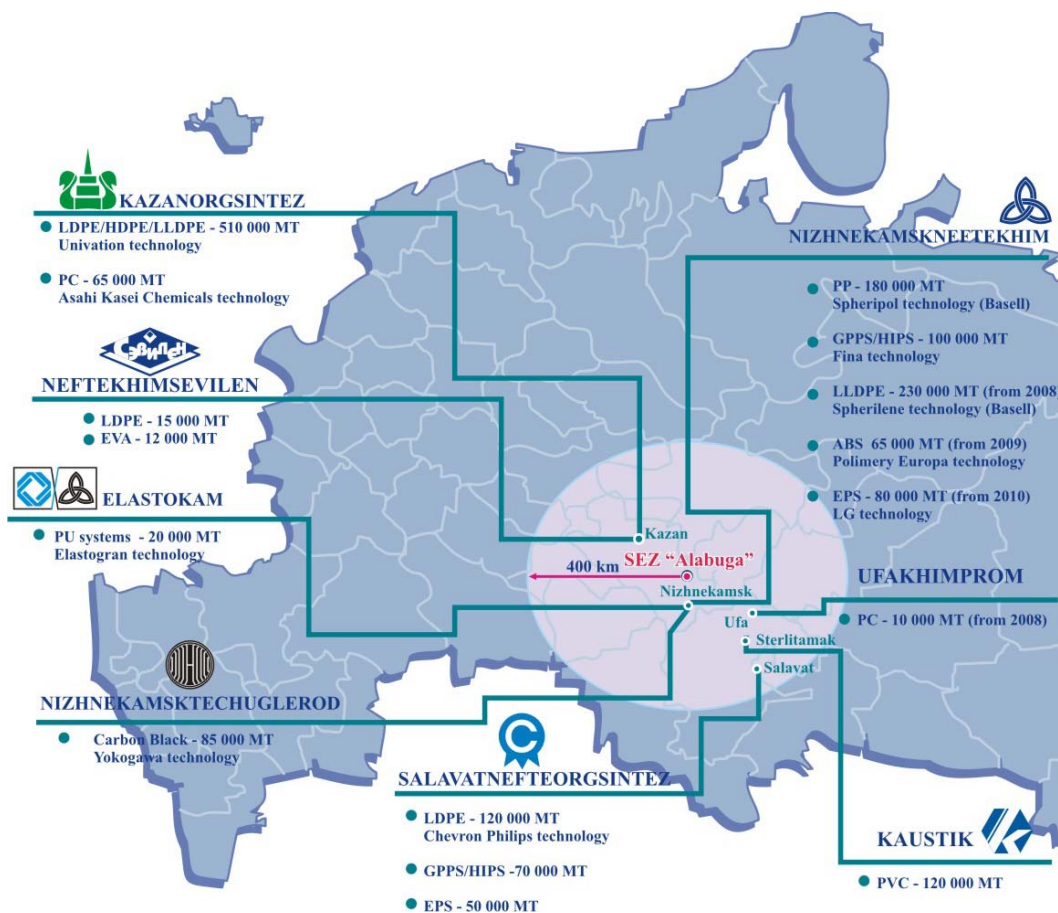 KAZANORGSINTEZ
LDPE/HDPE/LLDPE - 510 000 MT
Univation technology
PC - 65 000 MT
Asahi Kasei Chemicals technology
СЭВИЛЕН
NEFTEKHIMSEVILEN
LDPE - 15 000 MT
EVA - 12 000 MT
ELASTOKAM
PU systems - 20 000 MT
Elastogran technology
NIZHNEKAMSKTECHUGLEROD
Carbon Black - 85 000 MT
Yokogawa technology
SALAVATNEFTEORGSINTEZ
LDPE - 120 000 MT
Chevron Philips technology
GPPS/HIPS -70 000 MT
EPS - 50 000 MT
NIZHNEKAMSKNEFTEKHIM
PP - 180 000 MT
Spheripol technology (Basell)
GPPS/HIPS - 100 000 MT
Fina technology
LLDPE - 230 000 MT (from 2008
Spherilene technology (Basell)
ABS 65 000 MT (from 2009)
Polimery Europa technology
EPS - 80 000 MT (from 2010)
LG technology
UFAKHIMPROM
PC - 10 000 MT (from 2008)
KAUSTIK
PVC - 120 000 MT
Kazan
SEZ "Alabuga"
400 km
Nizhnekamsk
Ufa
Sterlitamak
Salavat